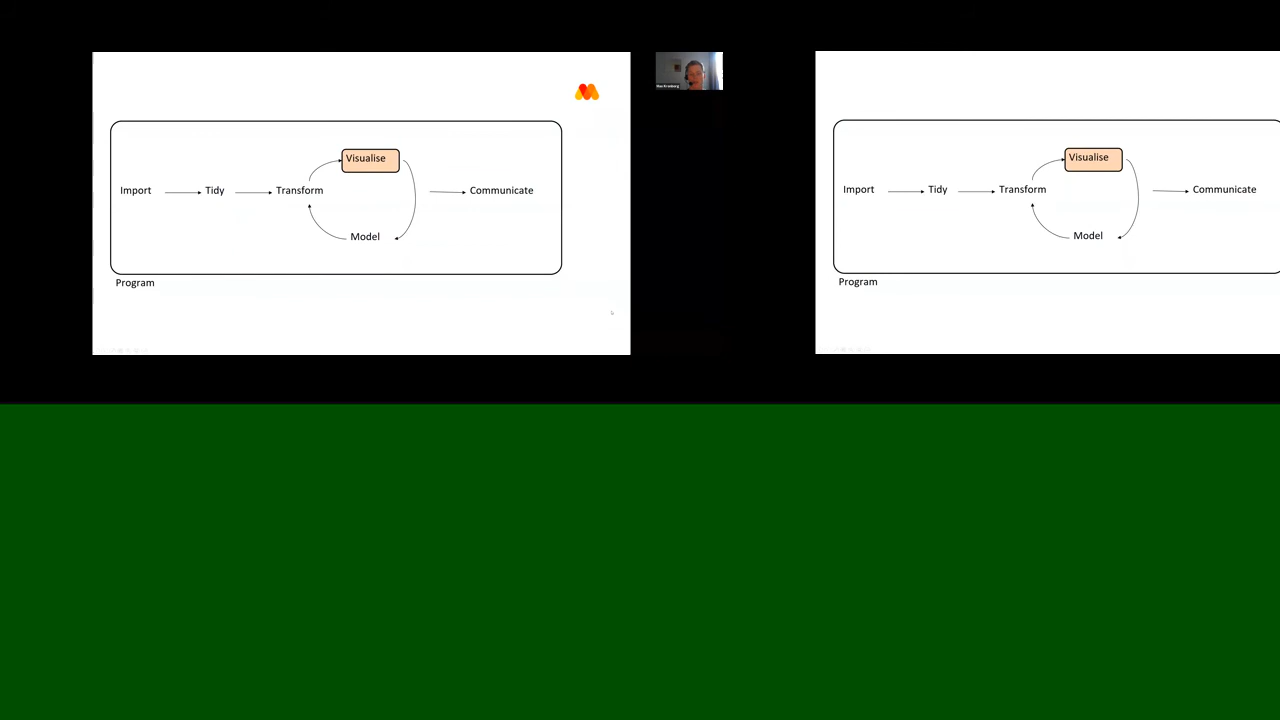 Visualise
Import Tidy Transform Communicate
Model
Program
Visualise
Import Tidy Transform Communicate
Model
Program